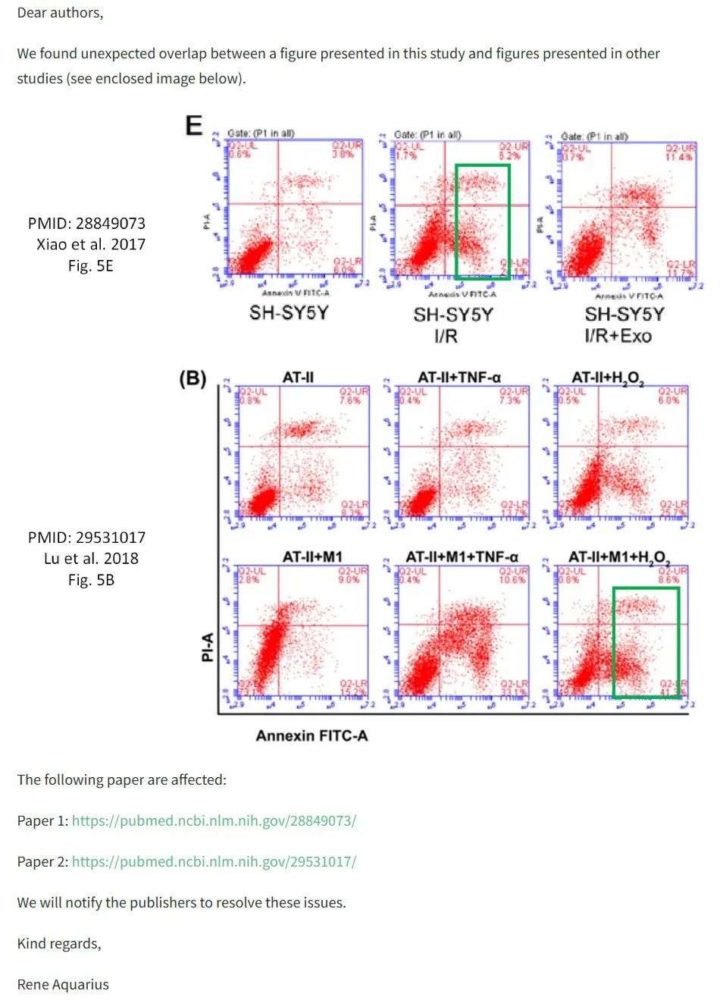 Dear authors,
We found unexpected overlap between a figure presented in this study and figures presented in other
studies (see enclosed image below).
E
Gate: (P1 in all)
Gate: (P1 in all)
Gate: (P1 in all)
Q2-UL
0.6%
Q2-UR
3.8%
Q2-UL
1.7%
Q2-UR
5.2%
Q2-UL
0.7%
Q2-UR
11.4%
PI-A
PI-A
PI-A
PMID: 28849073
Xiao et al. 2017
Fig. 5E
Q2-LR
6.0%
Q2-LR
Q2-LR
11.7%
Annexin V FITC-A
Annexin V FITC-A
Annexin V FITC-A
SH-SY5Y
SH-SY5Y
I/R
SH-SY5Y
I/R+Exo
(B)
AT-II
AT-II+TNF-α
AT-II+H2O2
Q2-UL
0.8%
Q2-UR
7.6%
Q2-UL
0.4%
Q2-UR
7.3%
Q2-UL
0.5%
Q2-UR
6.0%
Q2-LR
8.3%
Q2-LR
13.7%
Q2-LR
25.7%
PMID: 29531017
Lu et al. 2018
Fig. 5B
AT-II+M1
AT-II+M1+TNF-α
AT-II+M1+H2O2
Q2-UL
2.8%
Q2-UR
9.0%
Q2-UL
0.4%
Q2-UR
10.6%
Q2-UL
0.8%
Q2-UR
8.6%
PI-A
Q2-LR
15.2%
Q2-LR
33.1%
Q2-LR
Annexin FITC-A
The following paper are affected:
Paper 1: https://pubmed.ncbi.nlm.nih.gov/28849073/
Paper 2: https://pubmed.ncbi.nlm.nih.gov/29531017/
We will notify the publishers to resolve these issues.
Kind regards,
Rene Aquarius